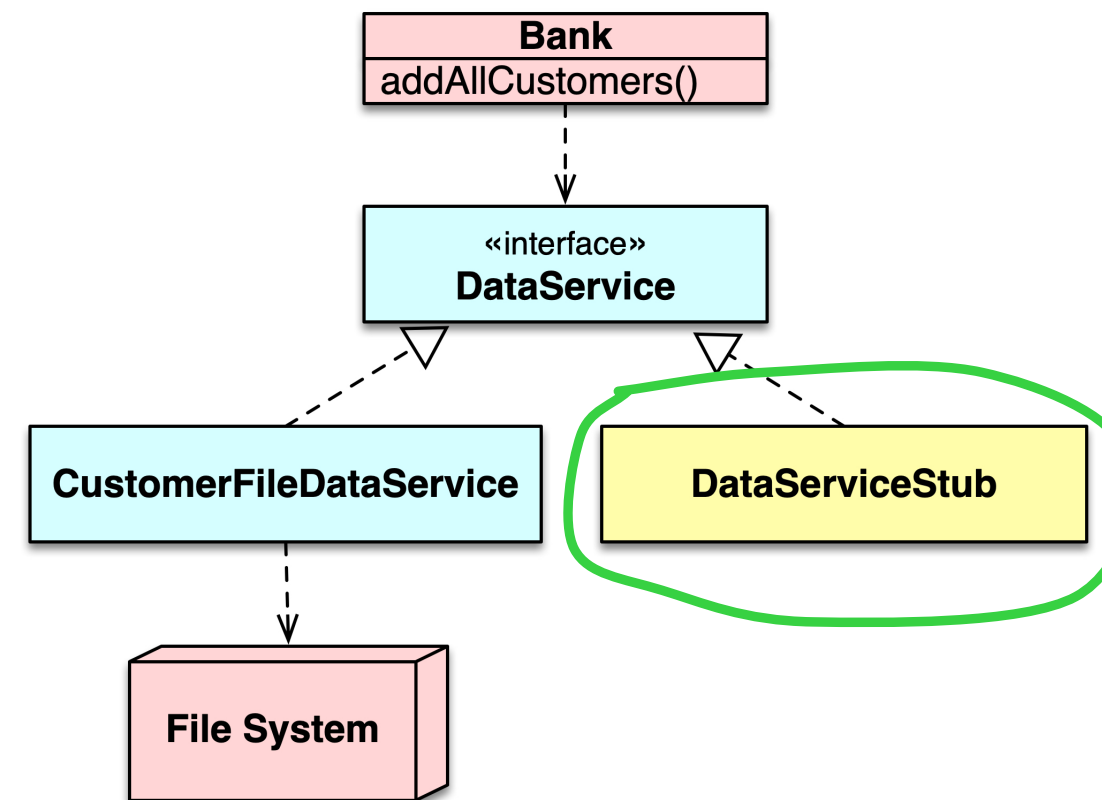 Bank
addAllCustomers()
«interface»
DataService
CustomerFileDataService
DataServiceStub
File System